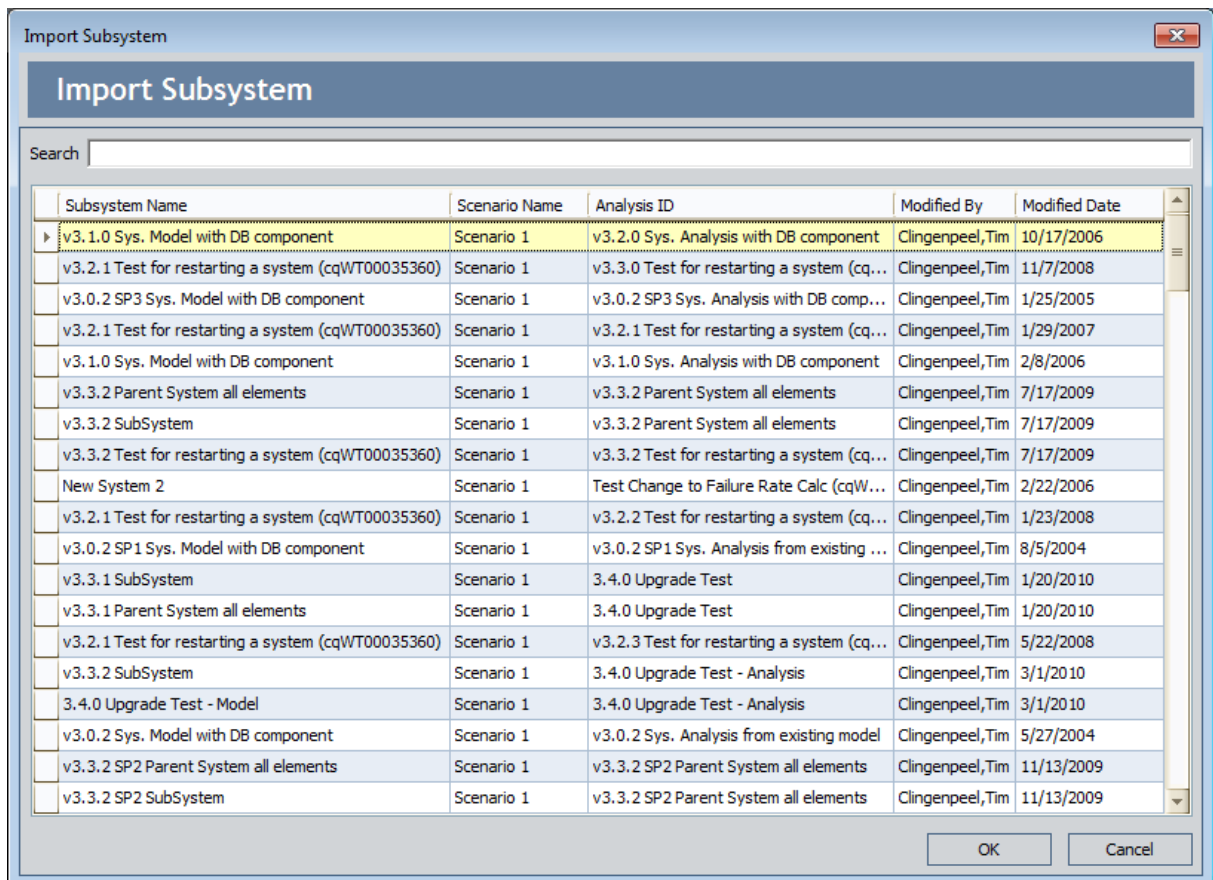 Import Subsystem
Import Subsystem
Search
Subsystem Name Scenario Name Analysis ID Modified By Modified Date
v3.1.0 Sys. Model with DB component Scenario 1 v3.2.0 Sys. Analysis with DB component Clingenpeel,Tim 10/17/2006
v3.2.1 Test for restarting a system (cqWT00035360) Scenario 1 v3.3.0 Test for restarting a system (cq... Clingenpeel,Tim 11/7/2008
v3.0.2 SP3 Sys. Model with DB component Scenario 1 v3.0.2 SP3 Sys. Analysis with DB comp... Clingenpeel,Tim 1/25/2005
v3.2.1 Test for restarting a system (cqWT00035360) Scenario 1 v3.2.1 Test for restarting a system (cq... Clingenpeel,Tim 1/29/2007
v3.1.0 Sys. Model with DB component Scenario 1 v3.1.0 Sys. Analysis with DB component Clingenpeel,Tim 2/8/2006
v3.3.2 Parent System all elements Scenario 1 v3.3.2 Parent System all elements Clingenpeel,Tim 7/17/2009
v3.3.2 SubSystem Scenario 1 v3.3.2 Parent System all elements Clingenpeel,Tim 7/17/2009
v3.3.2 Test for restarting a system (cqWT00035360) Scenario 1 v3.3.2 Test for restarting a system (cq... Clingenpeel,Tim 7/17/2009
New System 2 Scenario 1 Test Change to Failure Rate Calc (cqW... Clingenpeel,Tim 2/22/2006
v3.2.1 Test for restarting a system (cqWT00035360) Scenario 1 v3.2.2 Test for restarting a system (cq... Clingenpeel,Tim 1/23/2008
v3.0.2 SP1 Sys. Model with DB component Scenario 1 v3.0.2 SP1 Sys. Analysis from existing ... Clingenpeel,Tim 8/5/2004
v3.3.1 SubSystem Scenario 1 3.4.0 Upgrade Test Clingenpeel,Tim 1/20/2010
v3.3.1 Parent System all elements Scenario 1 3.4.0 Upgrade Test Clingenpeel,Tim 1/20/2010
v3.2.1 Test for restarting a system (cqWT00035360) Scenario 1 v3.2.3 Test for restarting a system (cq... Clingenpeel,Tim 5/22/2008
v3.3.2 SubSystem Scenario 1 3.4.0 Upgrade Test - Analysis Clingenpeel,Tim 3/1/2010
3.4.0 Upgrade Test - Model Scenario 1 3.4.0 Upgrade Test - Analysis Clingenpeel,Tim 3/1/2010
v3.0.2 Sys. Model with DB component Scenario 1 v3.0.2 Sys. Analysis from existing model Clingenpeel,Tim 5/27/2004
v3.3.2 SP2 Parent System all elements Scenario 1 v3.3.2 SP2 Parent System all elements Clingenpeel,Tim 11/13/2009
v3.3.2 SP2 SubSystem Scenario 1 v3.3.2 SP2 Parent System all elements Clingenpeel,Tim 11/13/2009
OK Cancel